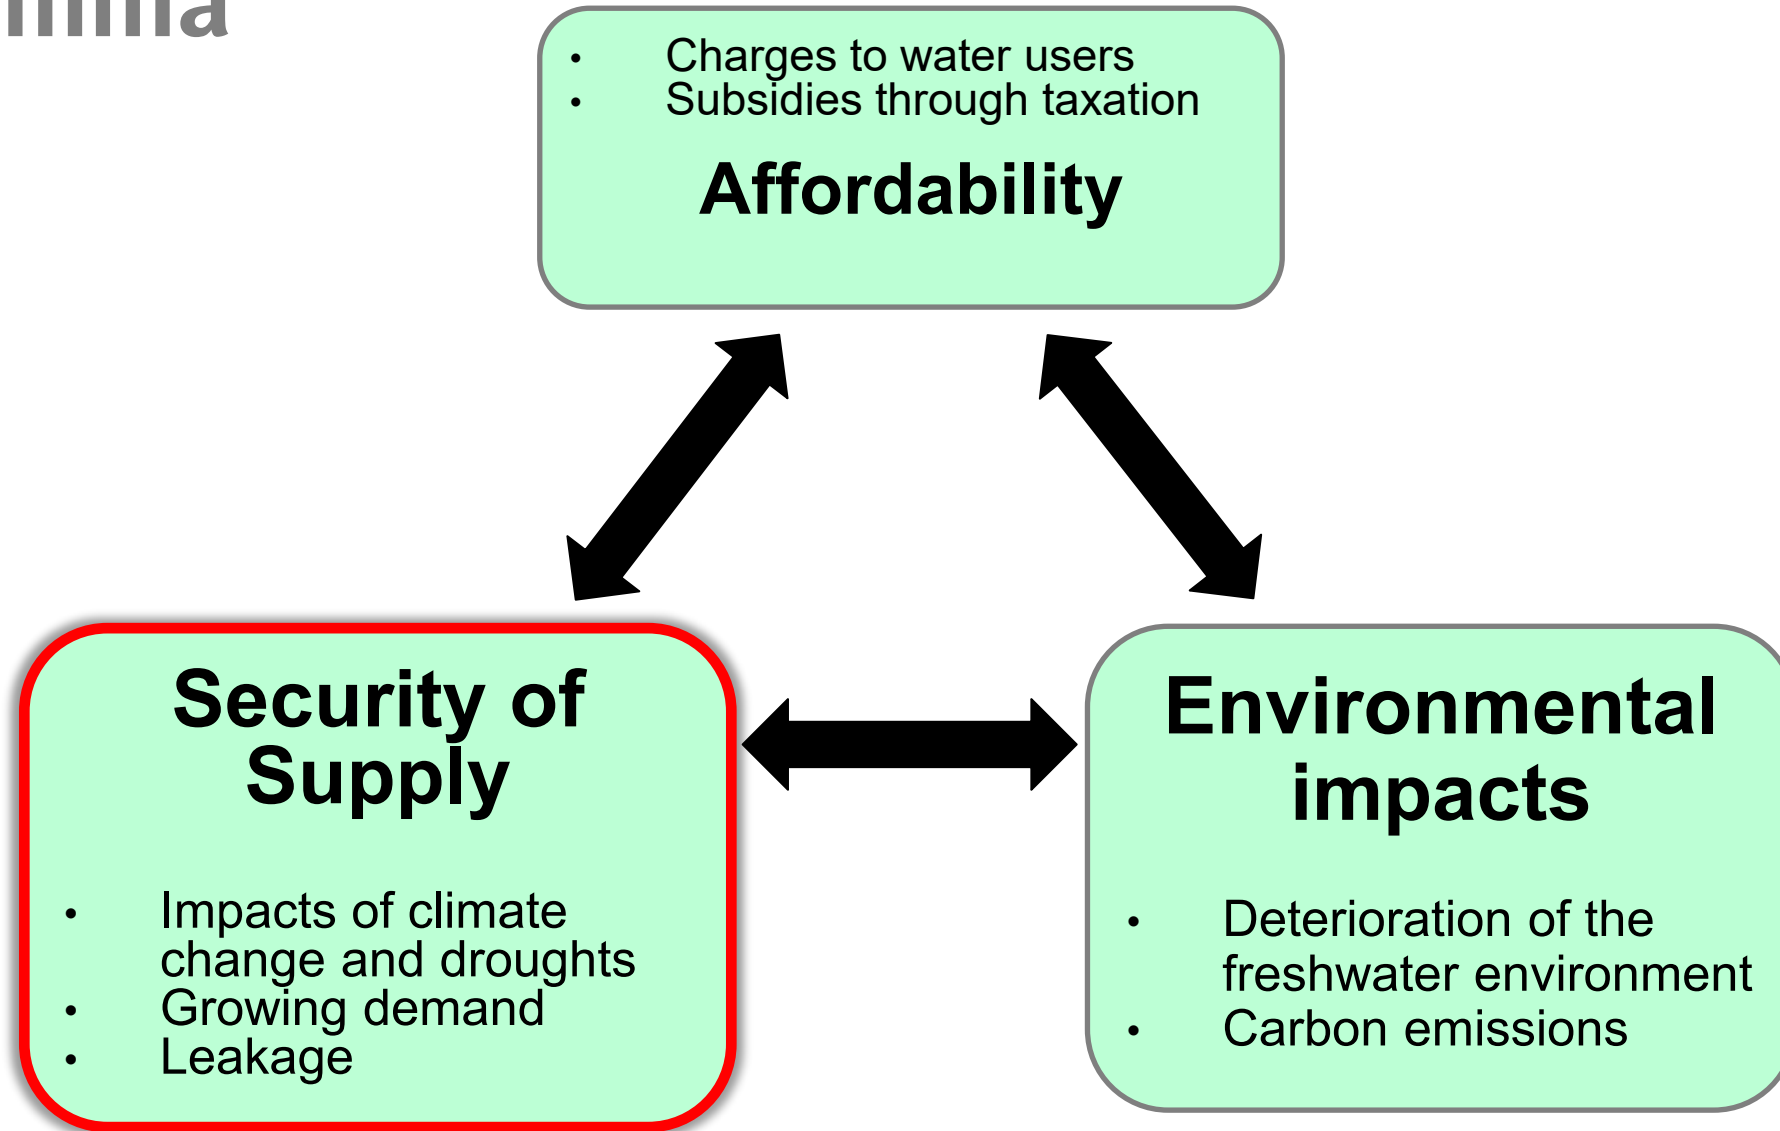 • Charges to water users
• Subsidies through taxation
Affordability
Security of
Supply
• Impacts of climate
change and droughts
• Growing demand
• Leakage
Environmental
impacts
• Deterioration of the
freshwater environment
• Carbon emissions